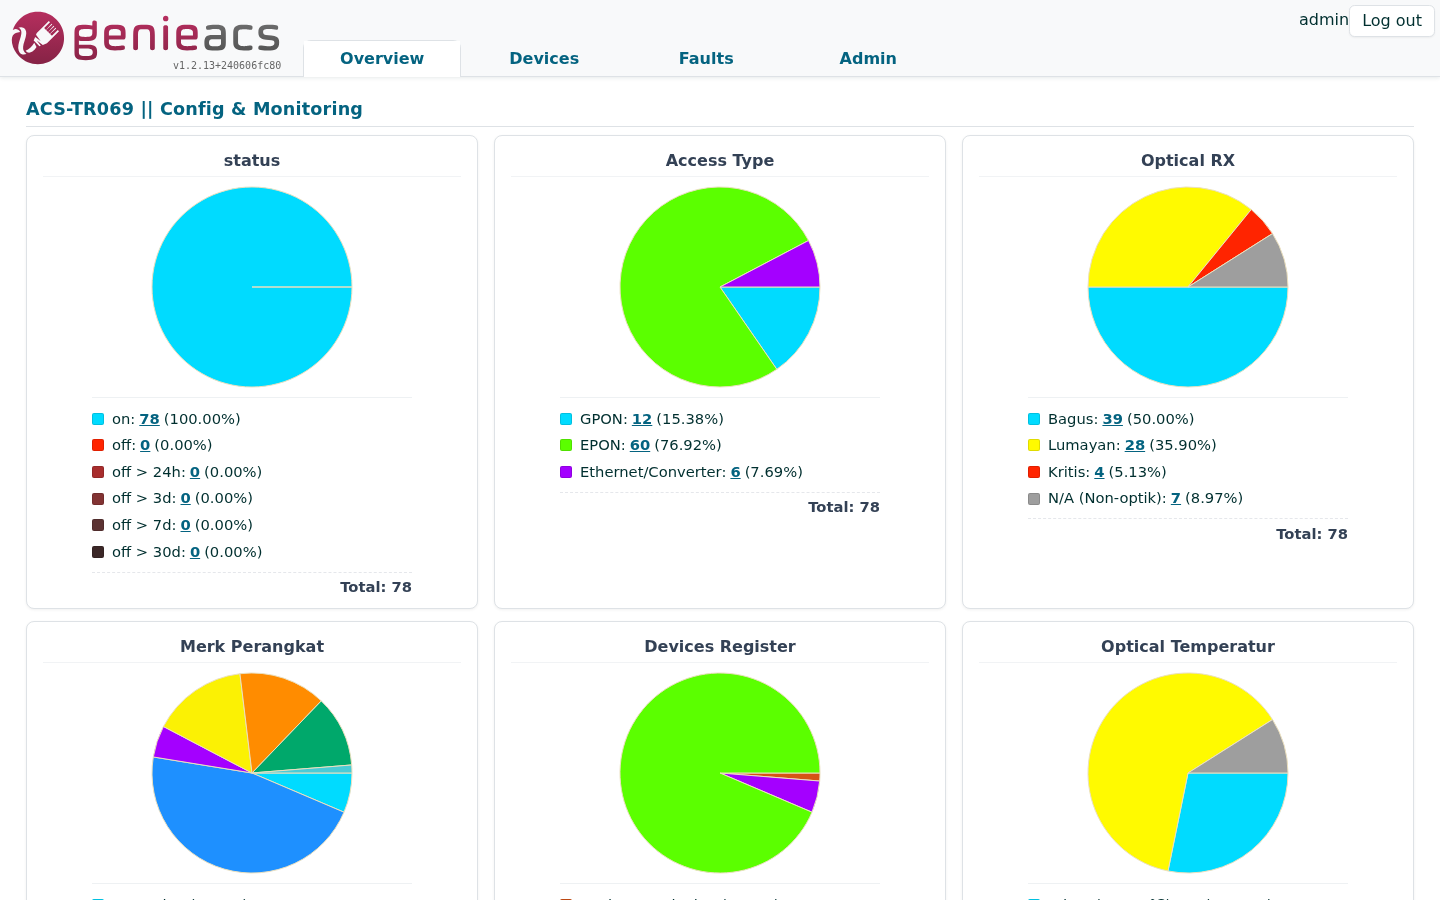 genieacs
v1.2.13+240606fc80
admin
Log out
Overview
Devices
Faults
Admin
ACS-TR069 || Config & Monitoring
status
on: 78 (100.00%)
off: 0 (0.00%)
off > 24h: 0 (0.00%)
off > 3d: 0 (0.00%)
off > 7d: 0 (0.00%)
off > 30d: 0 (0.00%)
Total: 78
Access Type
GPON: 12 (15.38%)
EPON: 60 (76.92%)
Ethernet/Converter: 6 (7.69%)
Total: 78
Optical RX
Bagus: 39 (50.00%)
Lumayan: 28 (35.90%)
Kritis: 4 (5.13%)
N/A (Non-optik): 7 (8.97%)
Total: 78
Merk Perangkat
Devices Register
Optical Temperatur